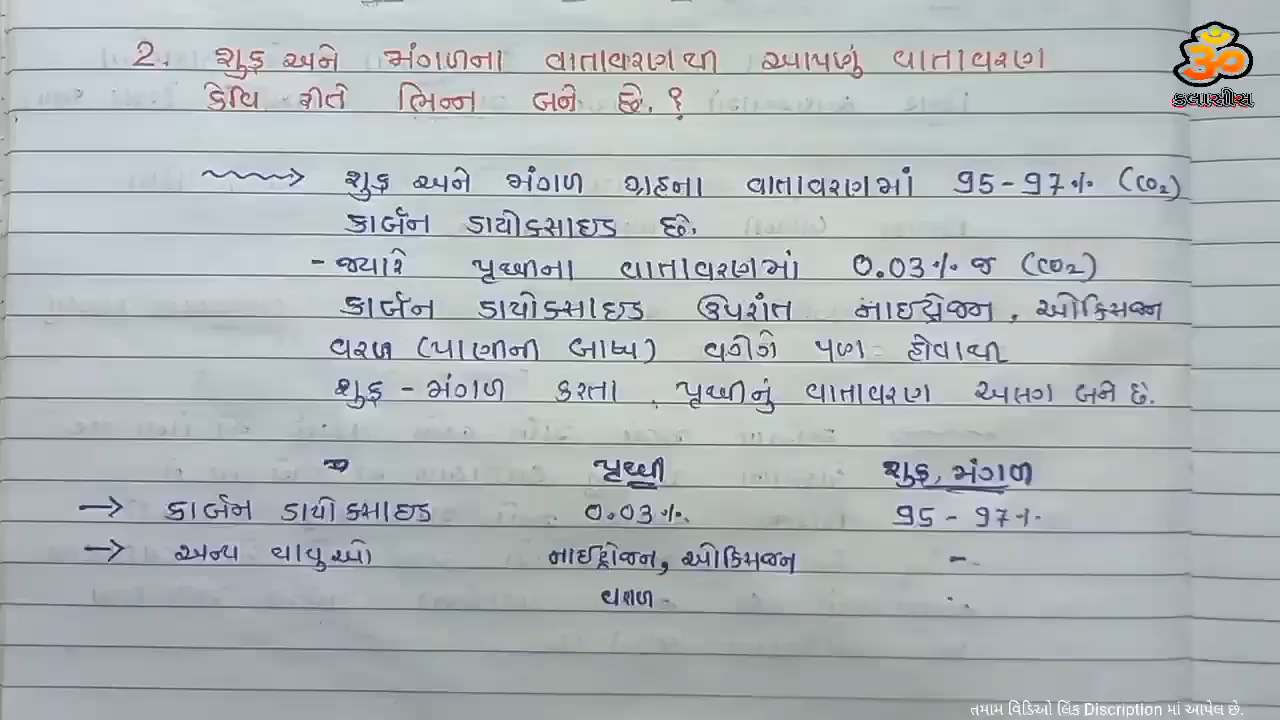 ૐ
કલાસીસ
2. શુક્ર અને મંગળના વાતાવરણથી આપણું વાતાવરણ
કેવિ રીતે ભિન્ન બને છે.?
શુક્ર અને મંગળ ગ્રહના વાતાવરણમાં 95-97% (CO₂)
કાર્બન ડાયોક્સાઇડ છે.
- જ્યારે પૃથ્વીના વાતાવરણમાં 0.03% જ (CO₂)
કાર્બન ડાયોક્સાઇડ ઉપરાંત નાઇટ્રોજન, ઓક્સિજન
વરાળ (પાણીની બાષ્પ) વગેરે પણ હોવાથી
શુક્ર - મંગળ કરતા પૃથ્વીનું વાતાવરણ અલગ બને છે.
પૃથ્વી શુક્ર, મંગળ
→ કાર્બન ડાયોક્સાઇડ 0.03%. 95 - 97%.
→ અન્ય વાયુઓ નાઇટ્રોજન, ઓક્સિજન -
વરાળ
તમામ વિડિઓ લિંક Discription માં આપેલ છે.